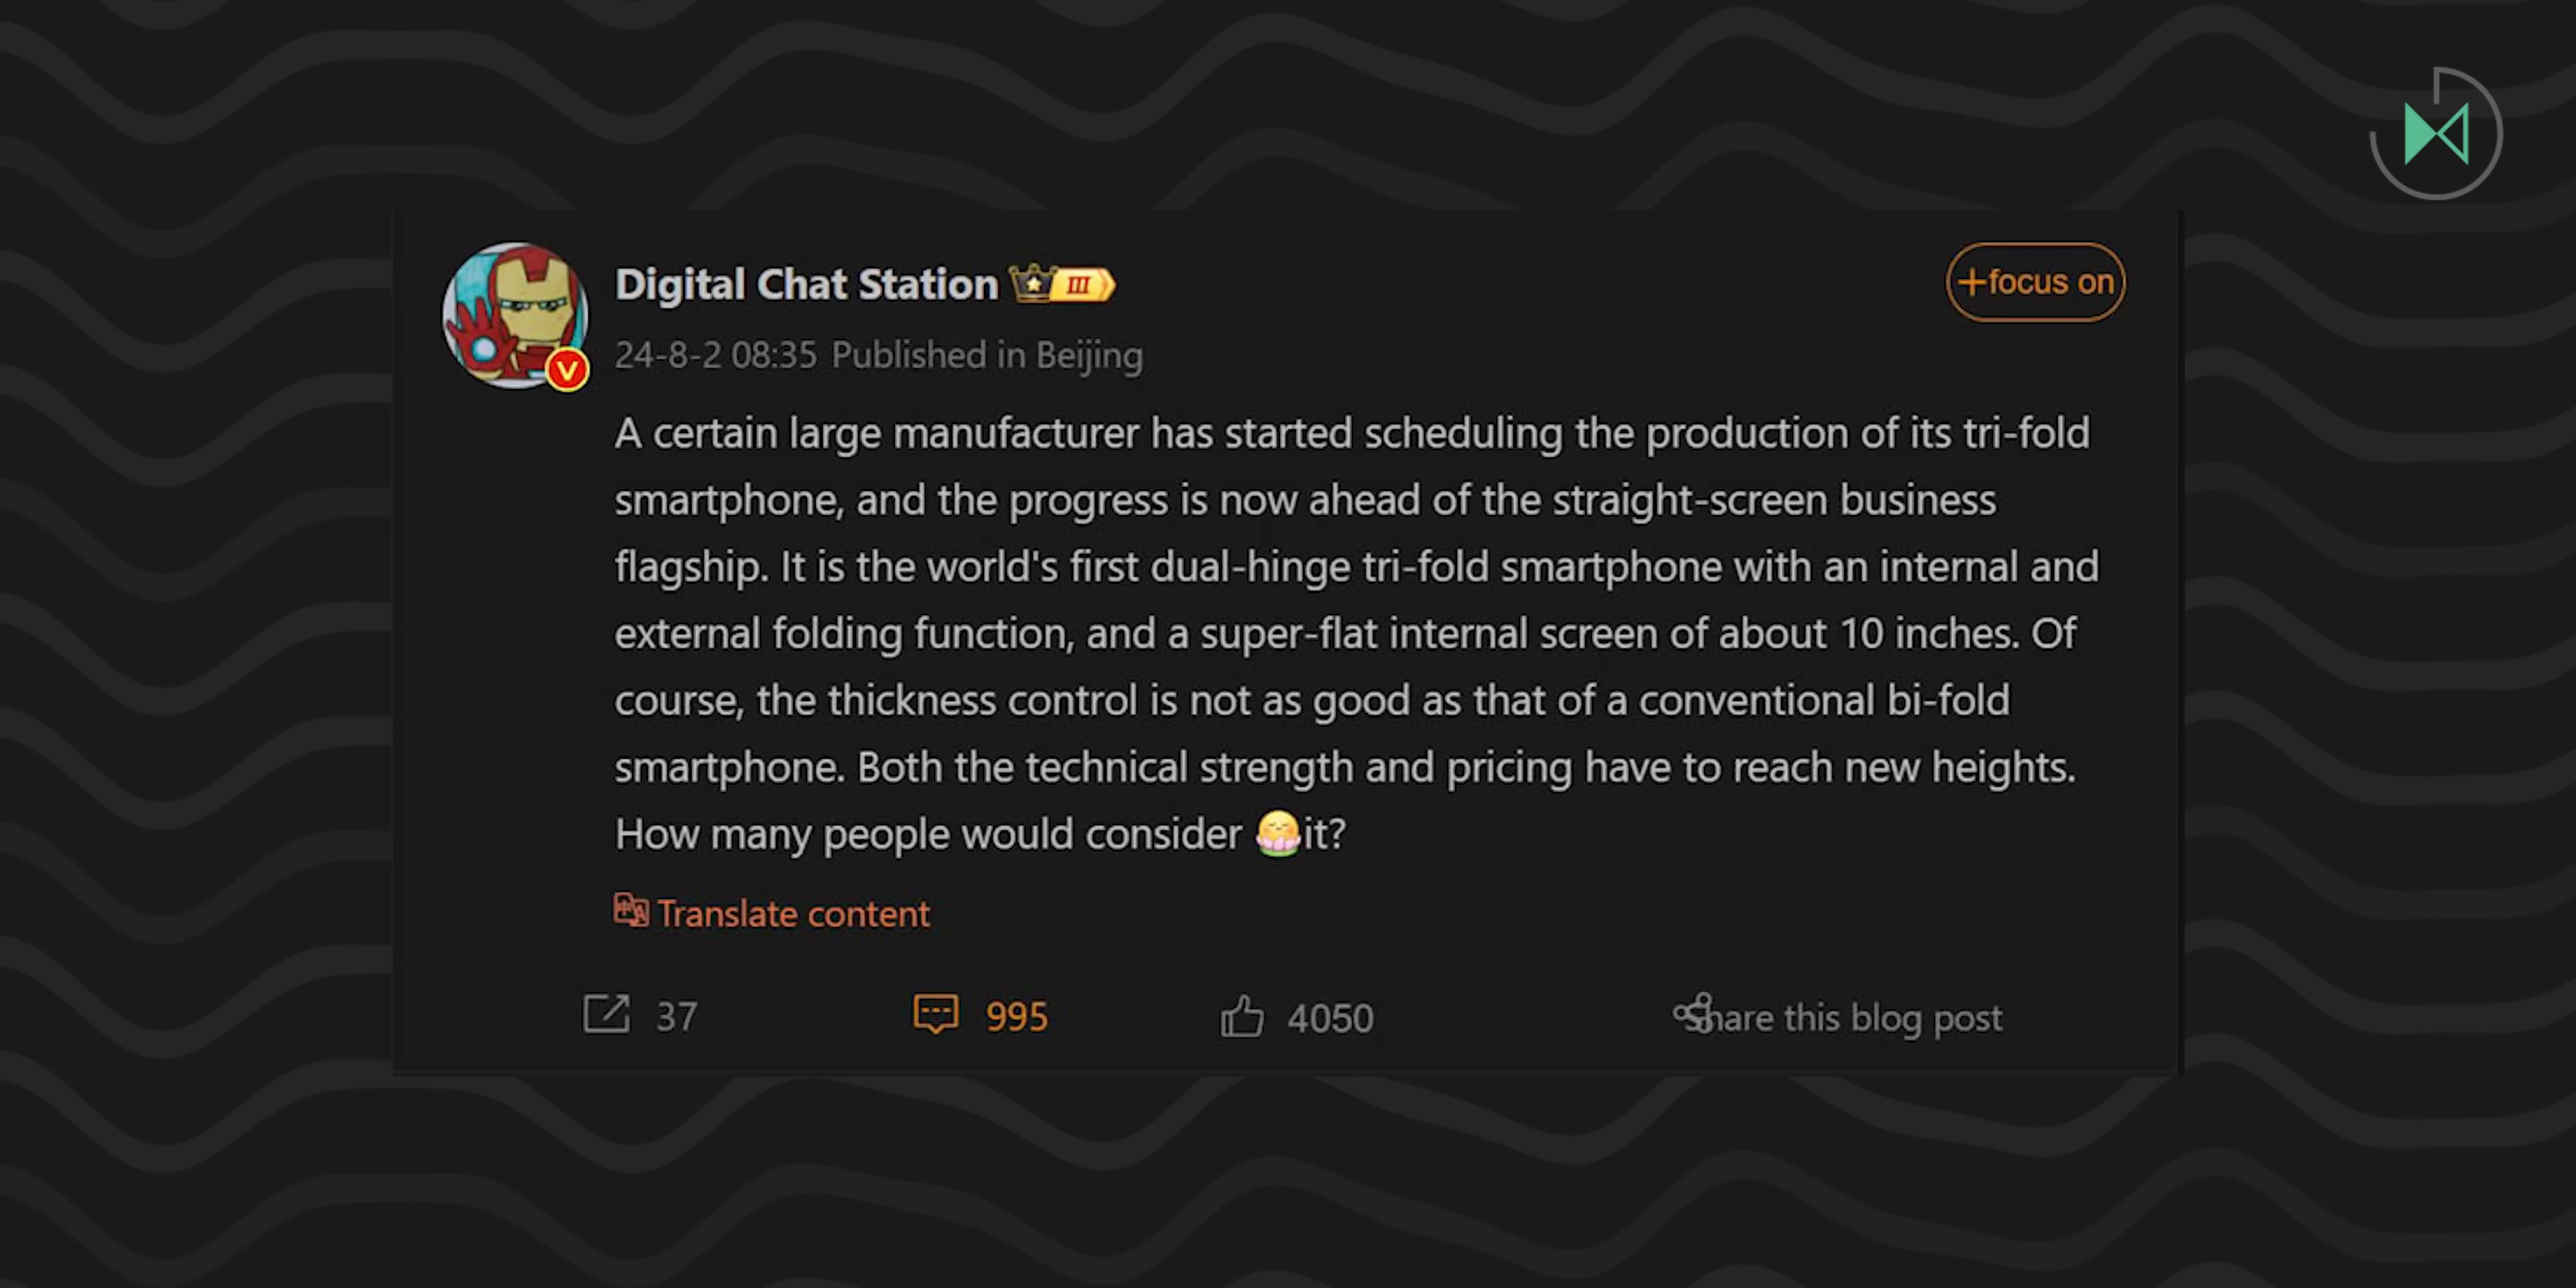 Digital Chat Station III
24-8-2 08:35 Published in Beijing
+focus on
A certain large manufacturer has started scheduling the production of its tri-fold
smartphone, and the progress is now ahead of the straight-screen business
flagship. It is the world's first dual-hinge tri-fold smartphone with an internal and
external folding function, and a super-flat internal screen of about 10 inches. Of
course, the thickness control is not as good as that of a conventional bi-fold
smartphone. Both the technical strength and pricing have to reach new heights.
How many people would consider it?
Translate content
37 995 4050 Share this blog post